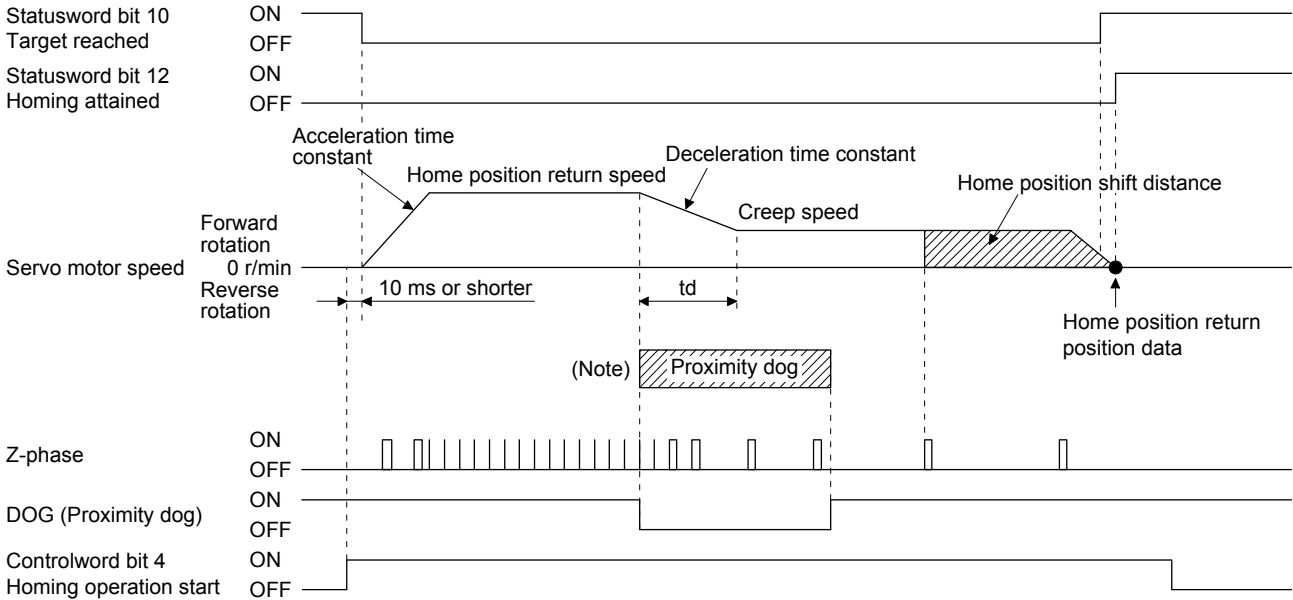 Statusword bit 10
Target reached
ON
OFF
Statusword bit 12
Homing attained
ON
OFF
Acceleration time
constant
Home position return speed
Deceleration time constant
Creep speed
Home position shift distance
Servo motor speed
Forward
rotation
0 r/min
Reverse
rotation
10 ms or shorter
td
Home position return
position data
(Note)
Proximity dog
Z-phase
ON
OFF
DOG (Proximity dog)
ON
OFF
Controlword bit 4
Homing operation start
ON
OFF